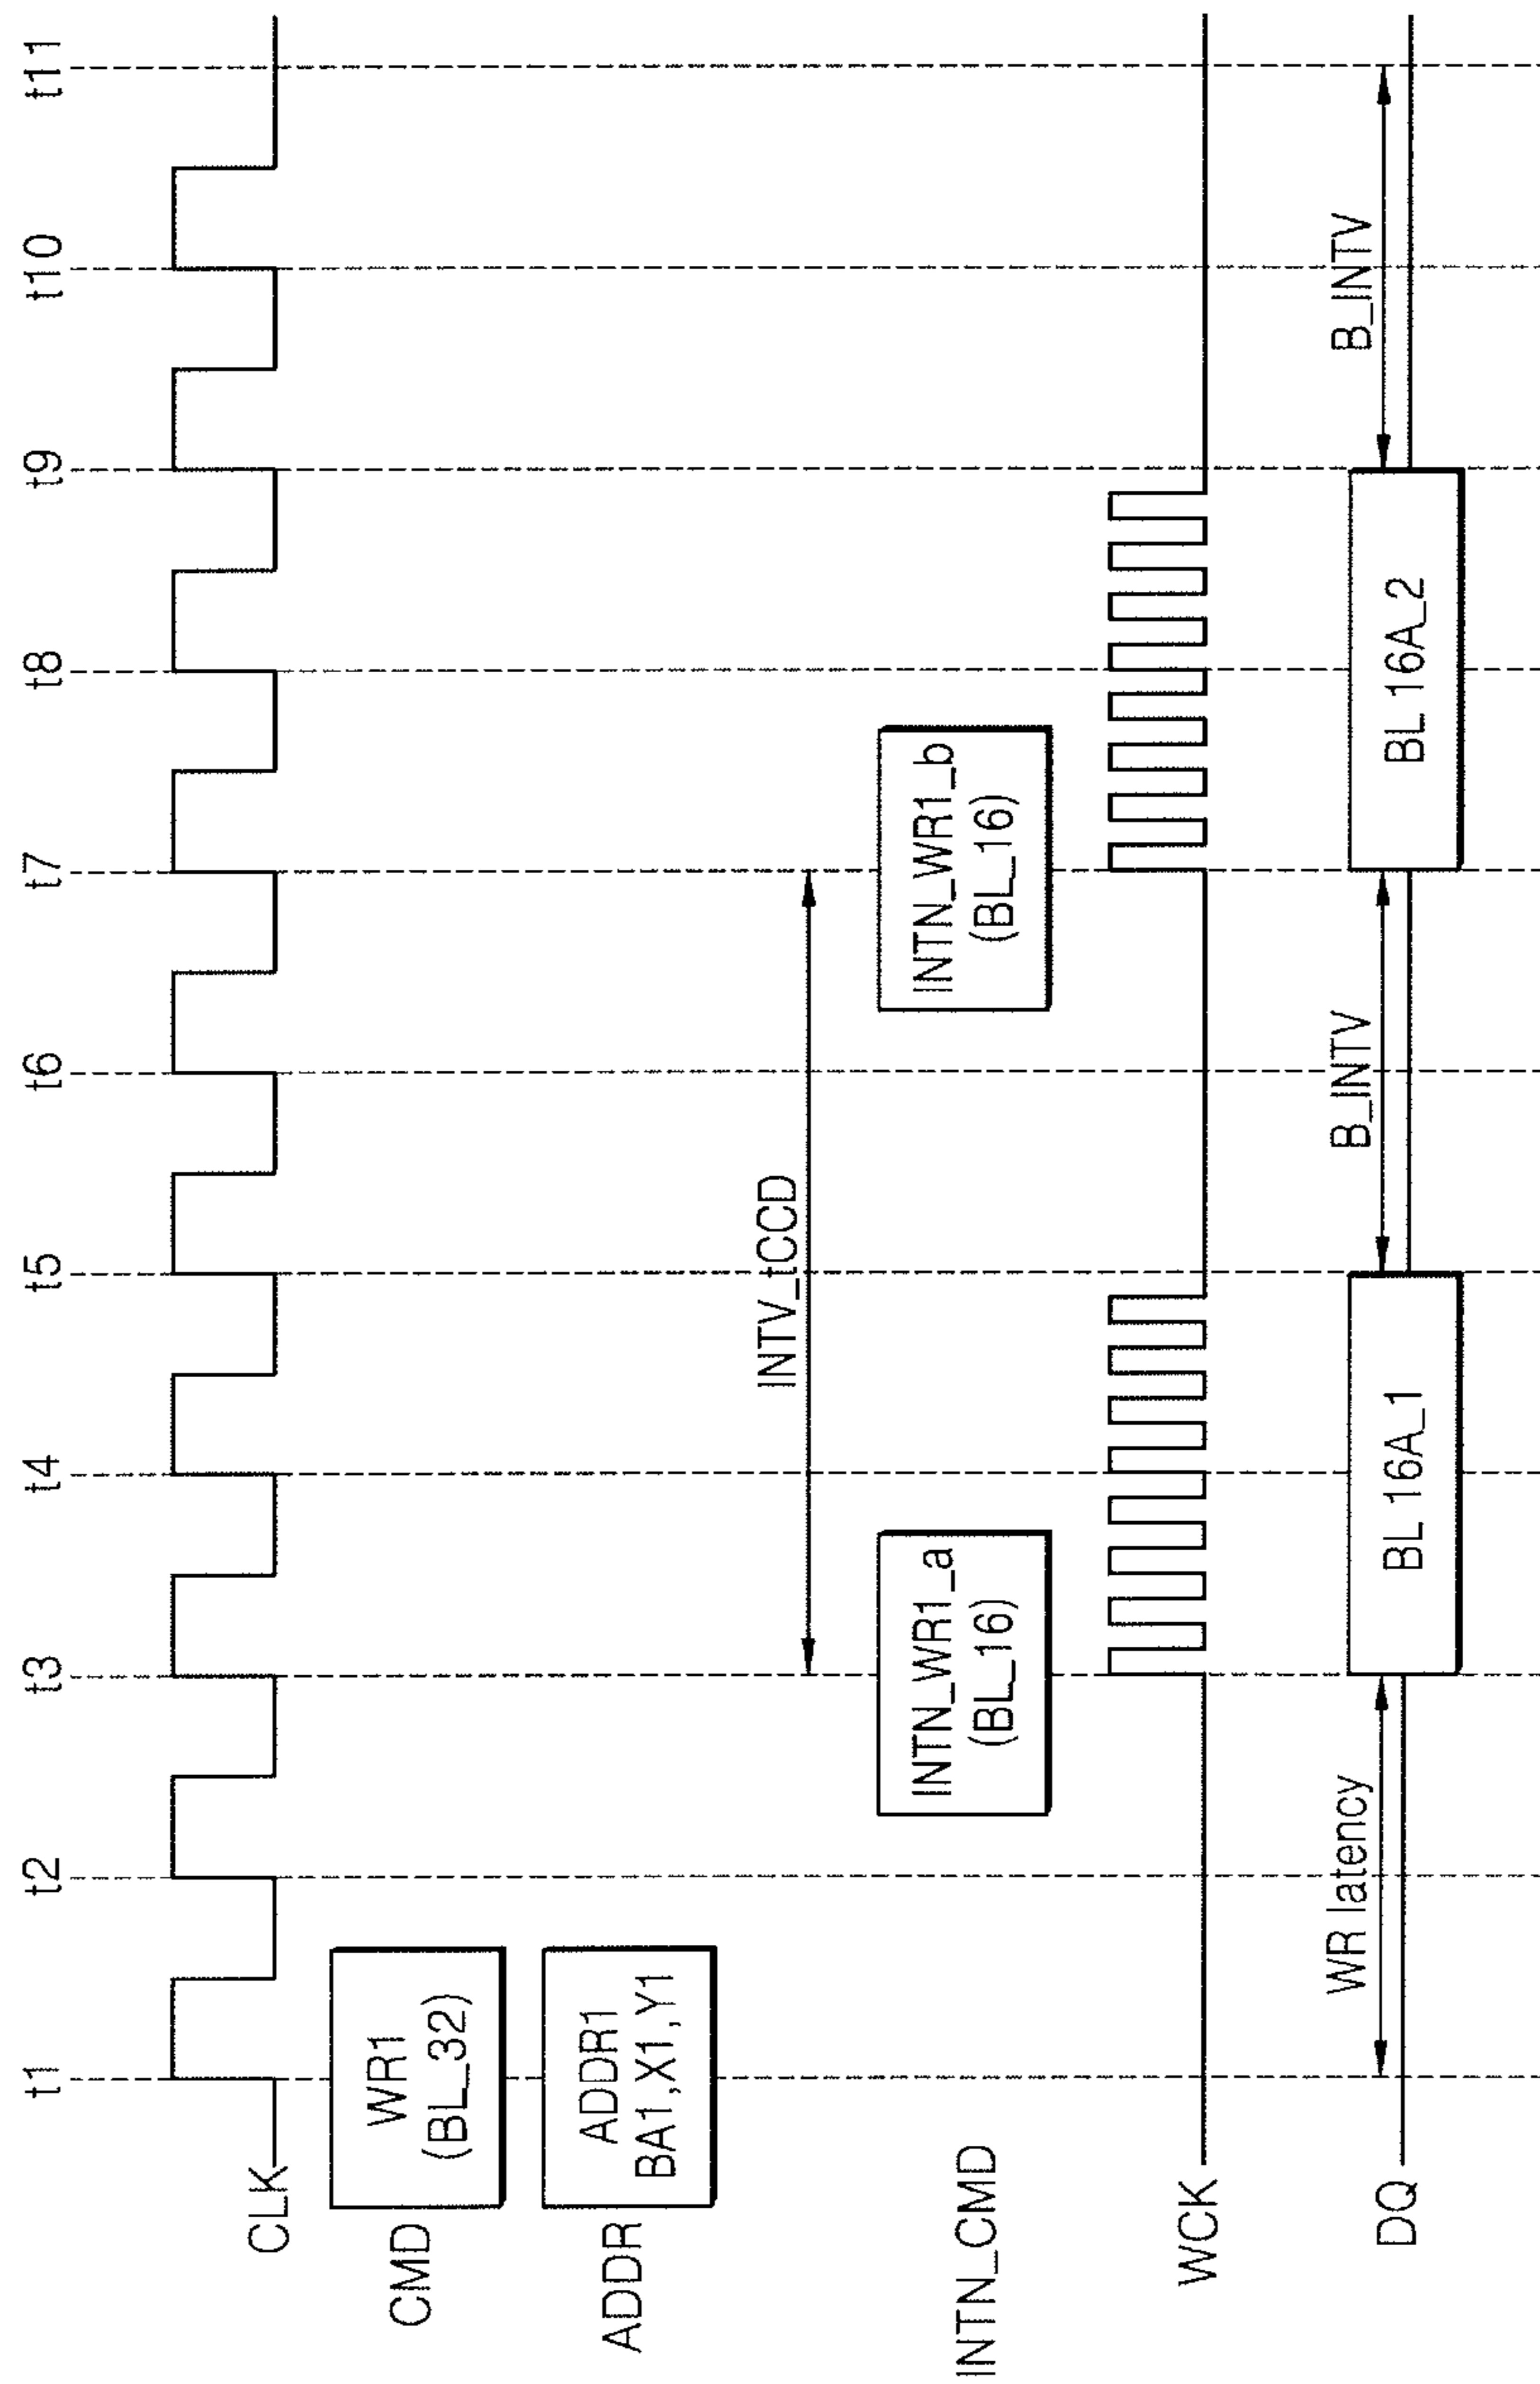 t1
t2
t3
t4
t5
t6
t7
t8
t9
t10
t11
CLK
CMD
WR1
(BL_32)
ADDR
ADDR1
BA1,X1,Y1
INTV_tCCD
INTN_CMD
INTN_WR1_a
(BL_16)
INTN_WR1_b
(BL_16)
WCK
DQ
WR latency
BL 16A_1
B_INTV
BL 16A_2
B_INTV